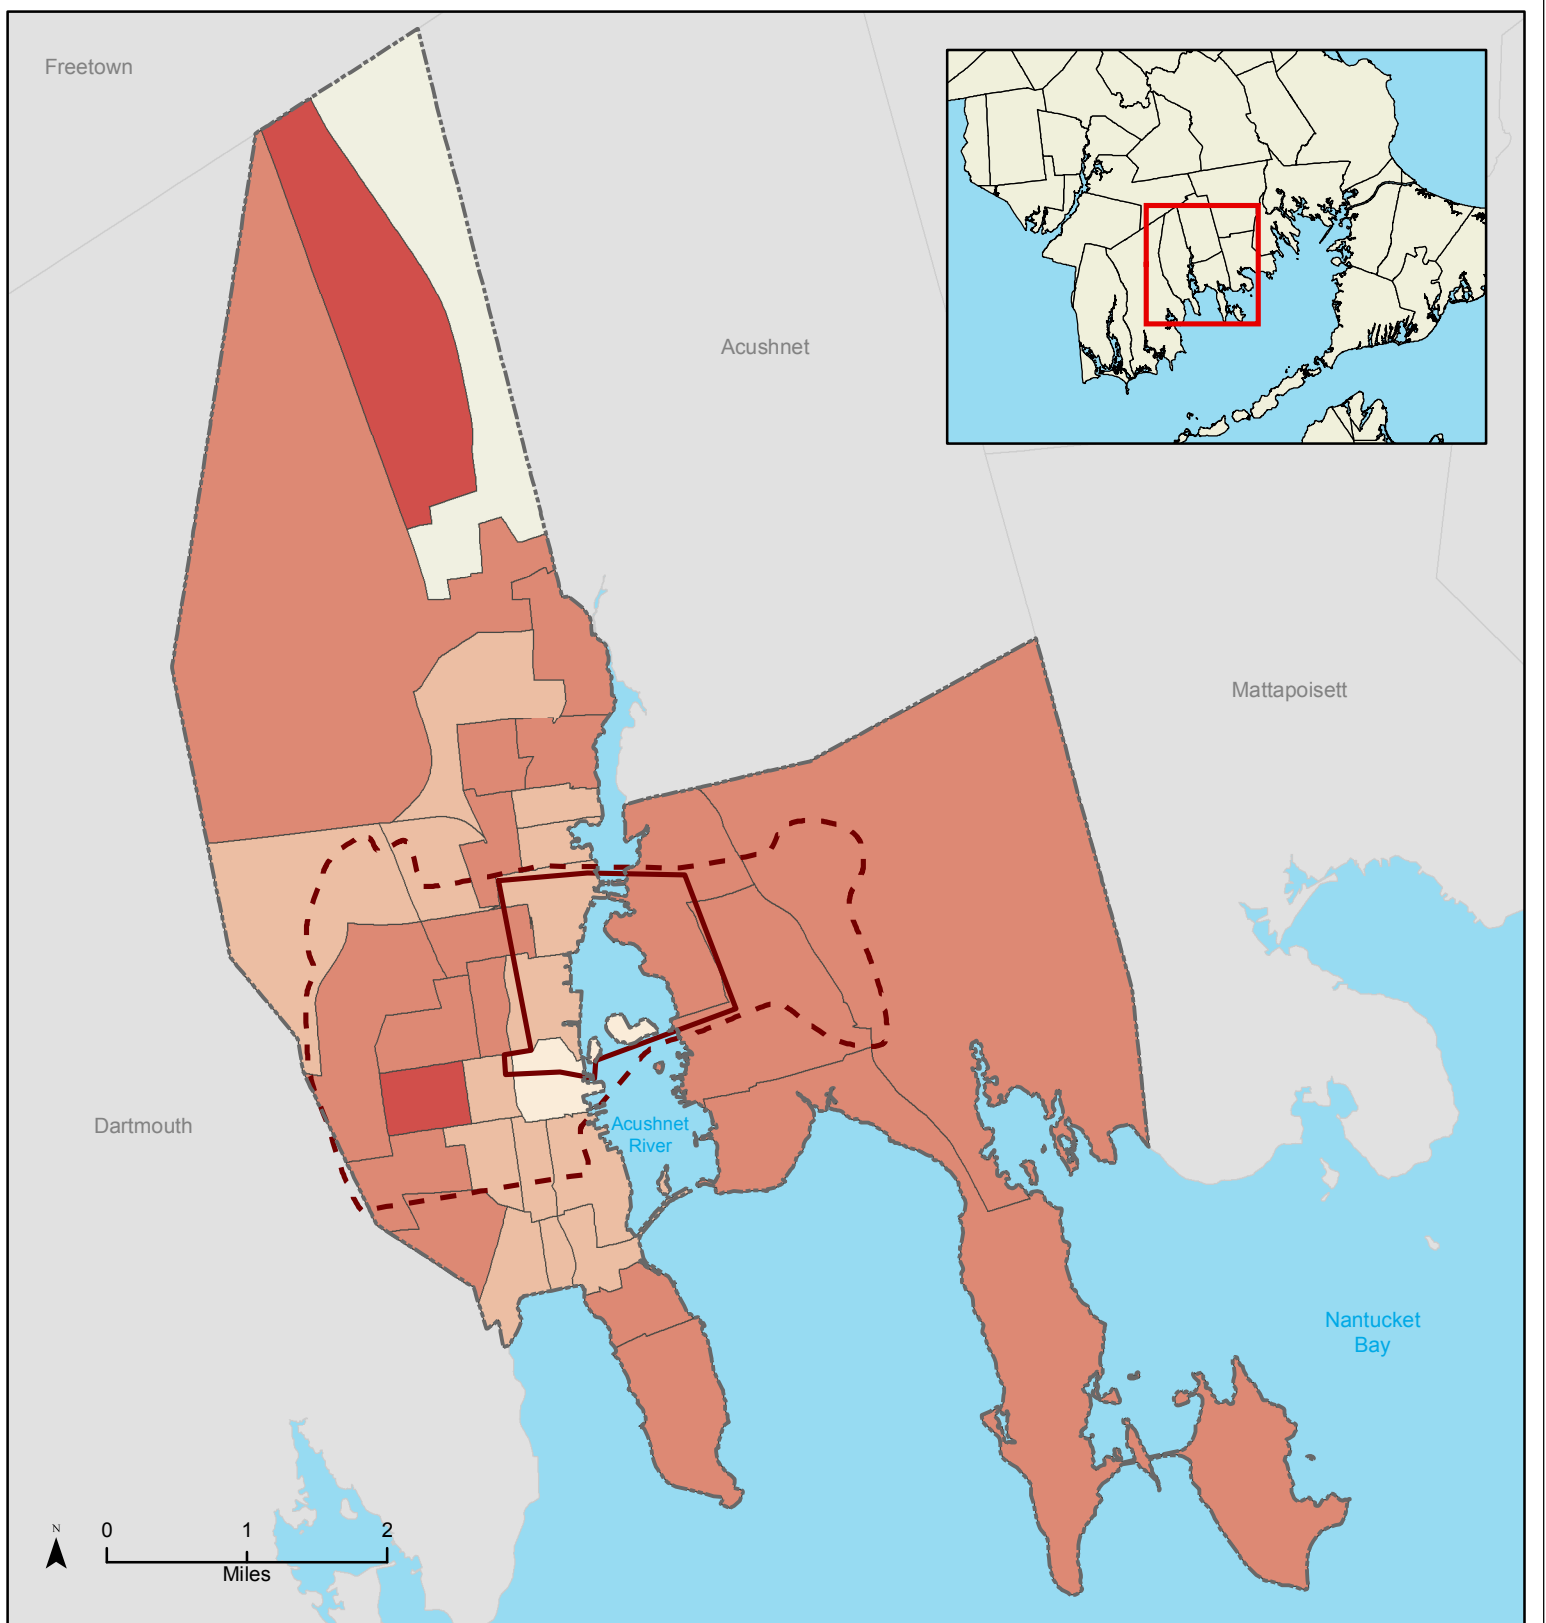 Freetown
Acushnet
Mattapoisett
Dartmouth
Acushnet
River
Nantucket
Bay
N
0 1 2
Miles